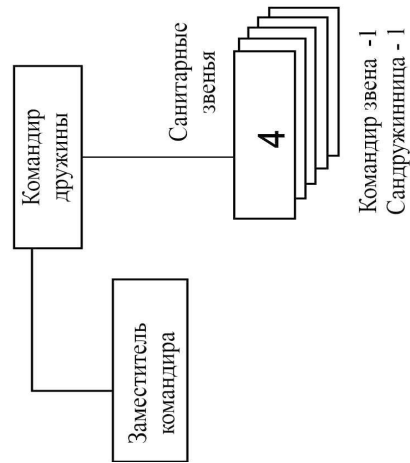 Командир
дружины
Заместитель
командира
Санитарные
звенья
4
Командир звена -1
Сандружинница - 1